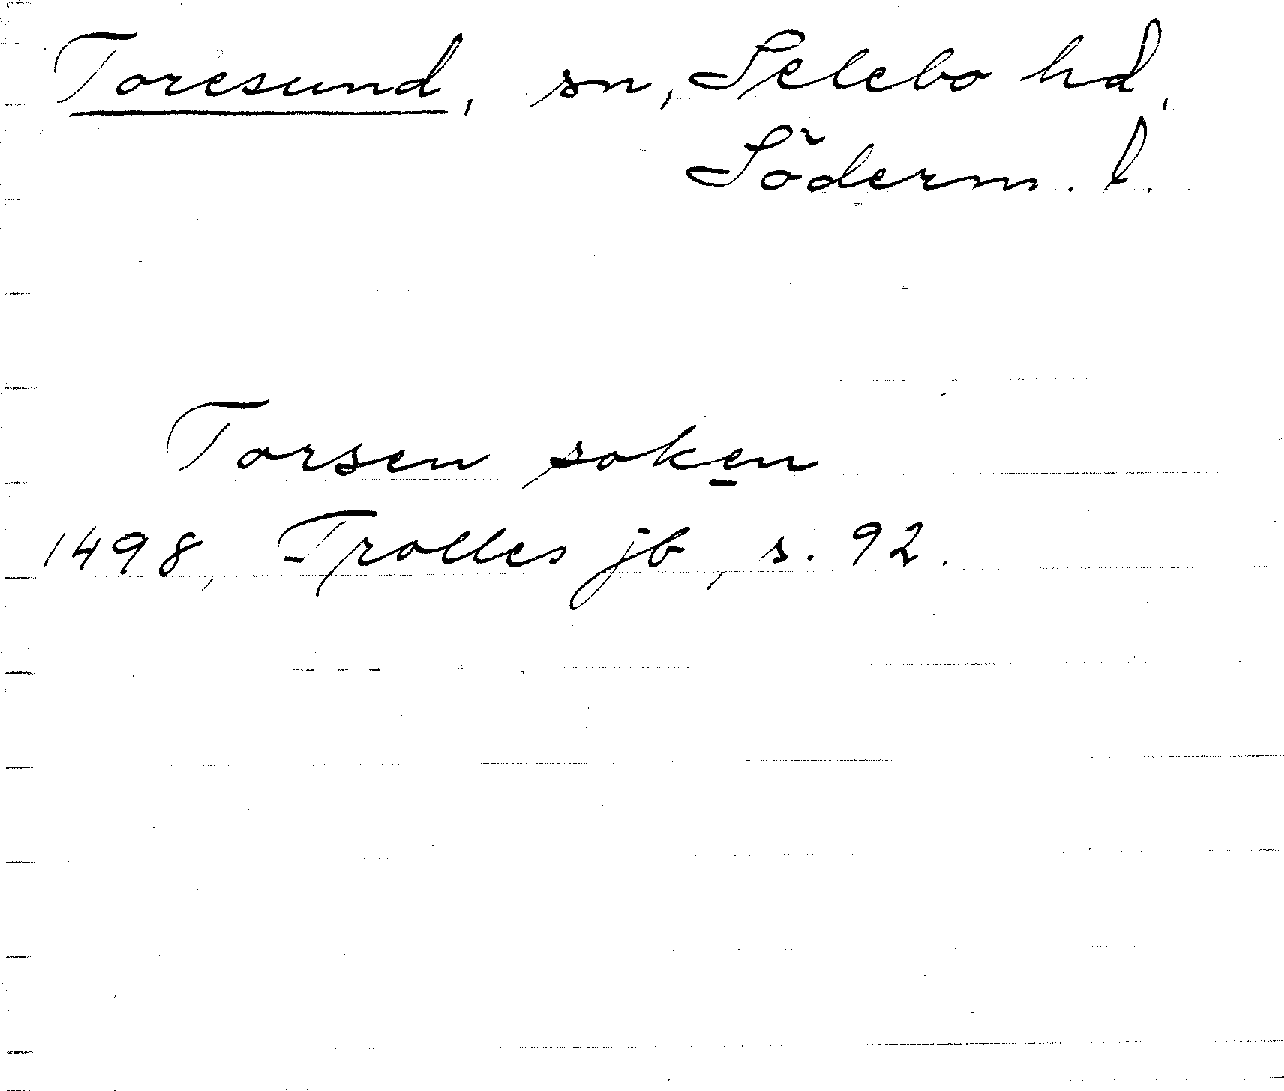 Toresund, sn, Selebo hd,
Söderm. l.
Torsen soken
1498, Trolles jb, s. 92.